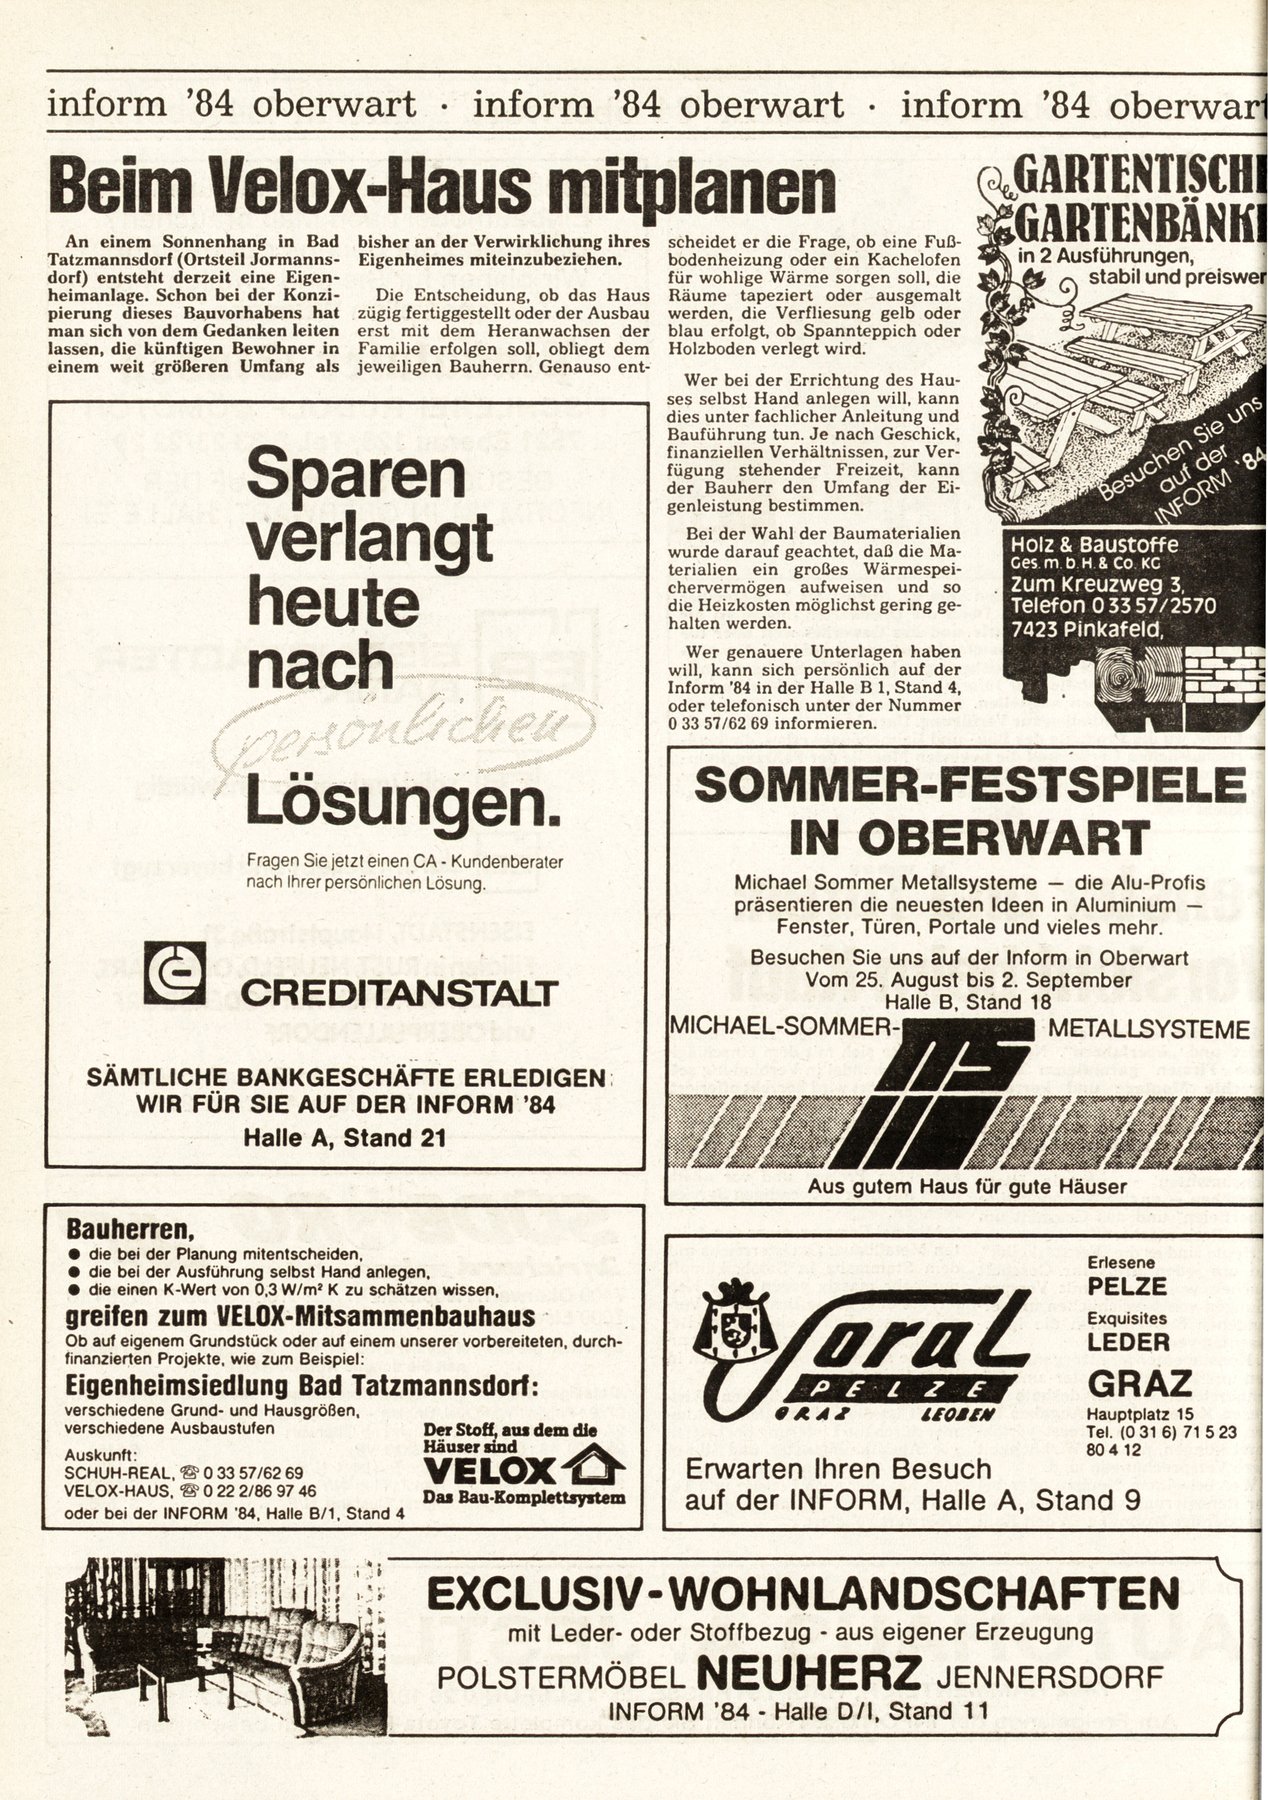 inform '84 oberwart · inform '84 oberwart · inform '84 oberwart
Beim Velox-Haus mitplanen
An einem Sonnenhang in Bad
Tatzmannsdorf (Ortsteil Jormanns-
dorf) entsteht derzeit eine Eigen-
heimanlage. Schon bei der Konzi-
pierung dieses Bauvorhabens hat
man sich von dem Gedanken leiten
lassen, die künftigen Bewohner in
einem weit größeren Umfang als
bisher an der Verwirklichung ihres
Eigenheimes miteinzubeziehen.
Die Entscheidung, ob das Haus
zügig fertiggestellt oder der Ausbau
erst mit dem Heranwachsen der
Familie erfolgen soll, obliegt dem
jeweiligen Bauherrn. Genauso ent-
scheidet er die Frage, ob eine Fuß-
bodenheizung oder ein Kachelofen
für wohlige Wärme sorgen soll, die
Räume tapeziert oder ausgemalt
werden, die Verfliesung gelb oder
blau erfolgt, ob Spannteppich oder
Holzboden verlegt wird.
Wer bei der Errichtung des Hau-
ses selbst Hand anlegen will, kann
dies unter fachlicher Anleitung und
Bauführung tun. Je nach Geschick,
finanziellen Verhältnissen, zur Ver-
fügung stehender Freizeit, kann
der Bauherr den Umfang der Ei-
genleistung bestimmen.
Bei der Wahl der Baumaterialien
wurde darauf geachtet, daß die Ma-
terialien ein großes Wärmespei-
chervermögen aufweisen und so
die Heizkosten möglichst gering ge-
halten werden.
Wer genauere Unterlagen haben
will, kann sich persönlich auf der
Inform '84 in der Halle B 1, Stand 4,
oder telefonisch unter der Nummer
0 33 57/62 69 informieren.
GARTENTISCHE
GARTENBÄNKE
in 2 Ausführungen,
stabil und preiswer
Besuchen Sie uns
auf der
INFORM '84
Holz & Baustoffe
Ges. m. b. H. & Co. KG
Zum Kreuzweg 3,
Telefon 0 33 57/2570
7423 Pinkafeld,
Sparen
verlangt
heute
nach
persönlichen
Lösungen.
Fragen Sie jetzt einen CA - Kundenberater
nach Ihrer persönlichen Lösung.
CREDITANSTALT
SÄMTLICHE BANKGESCHÄFTE ERLEDIGEN
WIR FÜR SIE AUF DER INFORM '84
Halle A, Stand 21
SOMMER-FESTSPIELE
IN OBERWART
Michael Sommer Metallsysteme — die Alu-Profis
präsentieren die neuesten Ideen in Aluminium —
Fenster, Türen, Portale und vieles mehr.
Besuchen Sie uns auf der Inform in Oberwart
Vom 25. August bis 2. September
Halle B, Stand 18
MICHAEL-SOMMER- MS METALLSYSTEME
Aus gutem Haus für gute Häuser
Bauherren,
● die bei der Planung mitentscheiden,
● die bei der Ausführung selbst Hand anlegen,
● die einen K-Wert von 0,3 W/m² K zu schätzen wissen,
greifen zum VELOX-Mitsammenbauhaus
Ob auf eigenem Grundstück oder auf einem unserer vorbereiteten, durch-
finanzierten Projekte, wie zum Beispiel:
Eigenheimsiedlung Bad Tatzmannsdorf:
verschiedene Grund- und Hausgrößen,
verschiedene Ausbaustufen
Auskunft:
SCHUH-REAL, ☏ 0 33 57/62 69
VELOX-HAUS, ☏ 0 22 2/86 97 46
oder bei der INFORM '84, Halle B/1, Stand 4
Der Stoff, aus dem die
Häuser sind
VELOX
Das Bau-Komplettsystem
Soral
PELZE
GRAZ LEOBEN
Erlesene
PELZE
Exquisites
LEDER
GRAZ
Hauptplatz 15
Tel. (0 31 6) 71 5 23
80 4 12
Erwarten Ihren Besuch
auf der INFORM, Halle A, Stand 9
EXCLUSIV-WOHNLANDSCHAFTEN
mit Leder- oder Stoffbezug - aus eigener Erzeugung
POLSTERMÖBEL NEUHERZ JENNERSDORF
INFORM '84 - Halle D/I, Stand 11